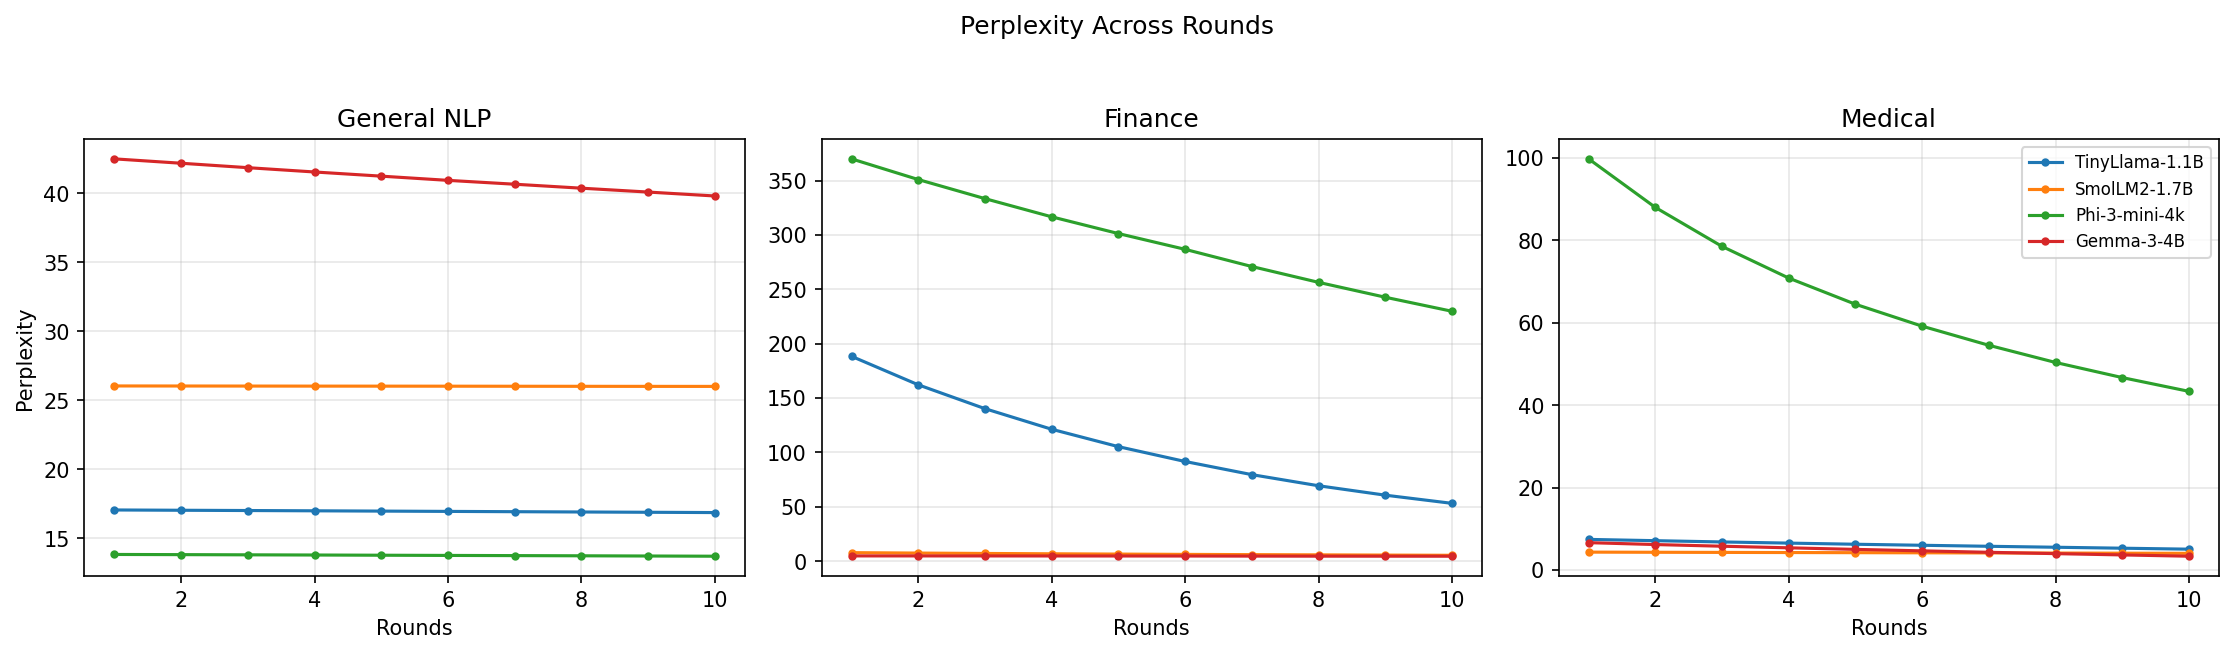 Perplexity Across Rounds
General NLP
Perplexity
40
35
30
25
20
15
2 4 6 8 10
Rounds
Finance
350
300
250
200
150
100
50
0
2 4 6 8 10
Rounds
Medical
100
80
60
40
20
0
TinyLlama-1.1B
SmolLM2-1.7B
Phi-3-mini-4k
Gemma-3-4B
2 4 6 8 10
Rounds